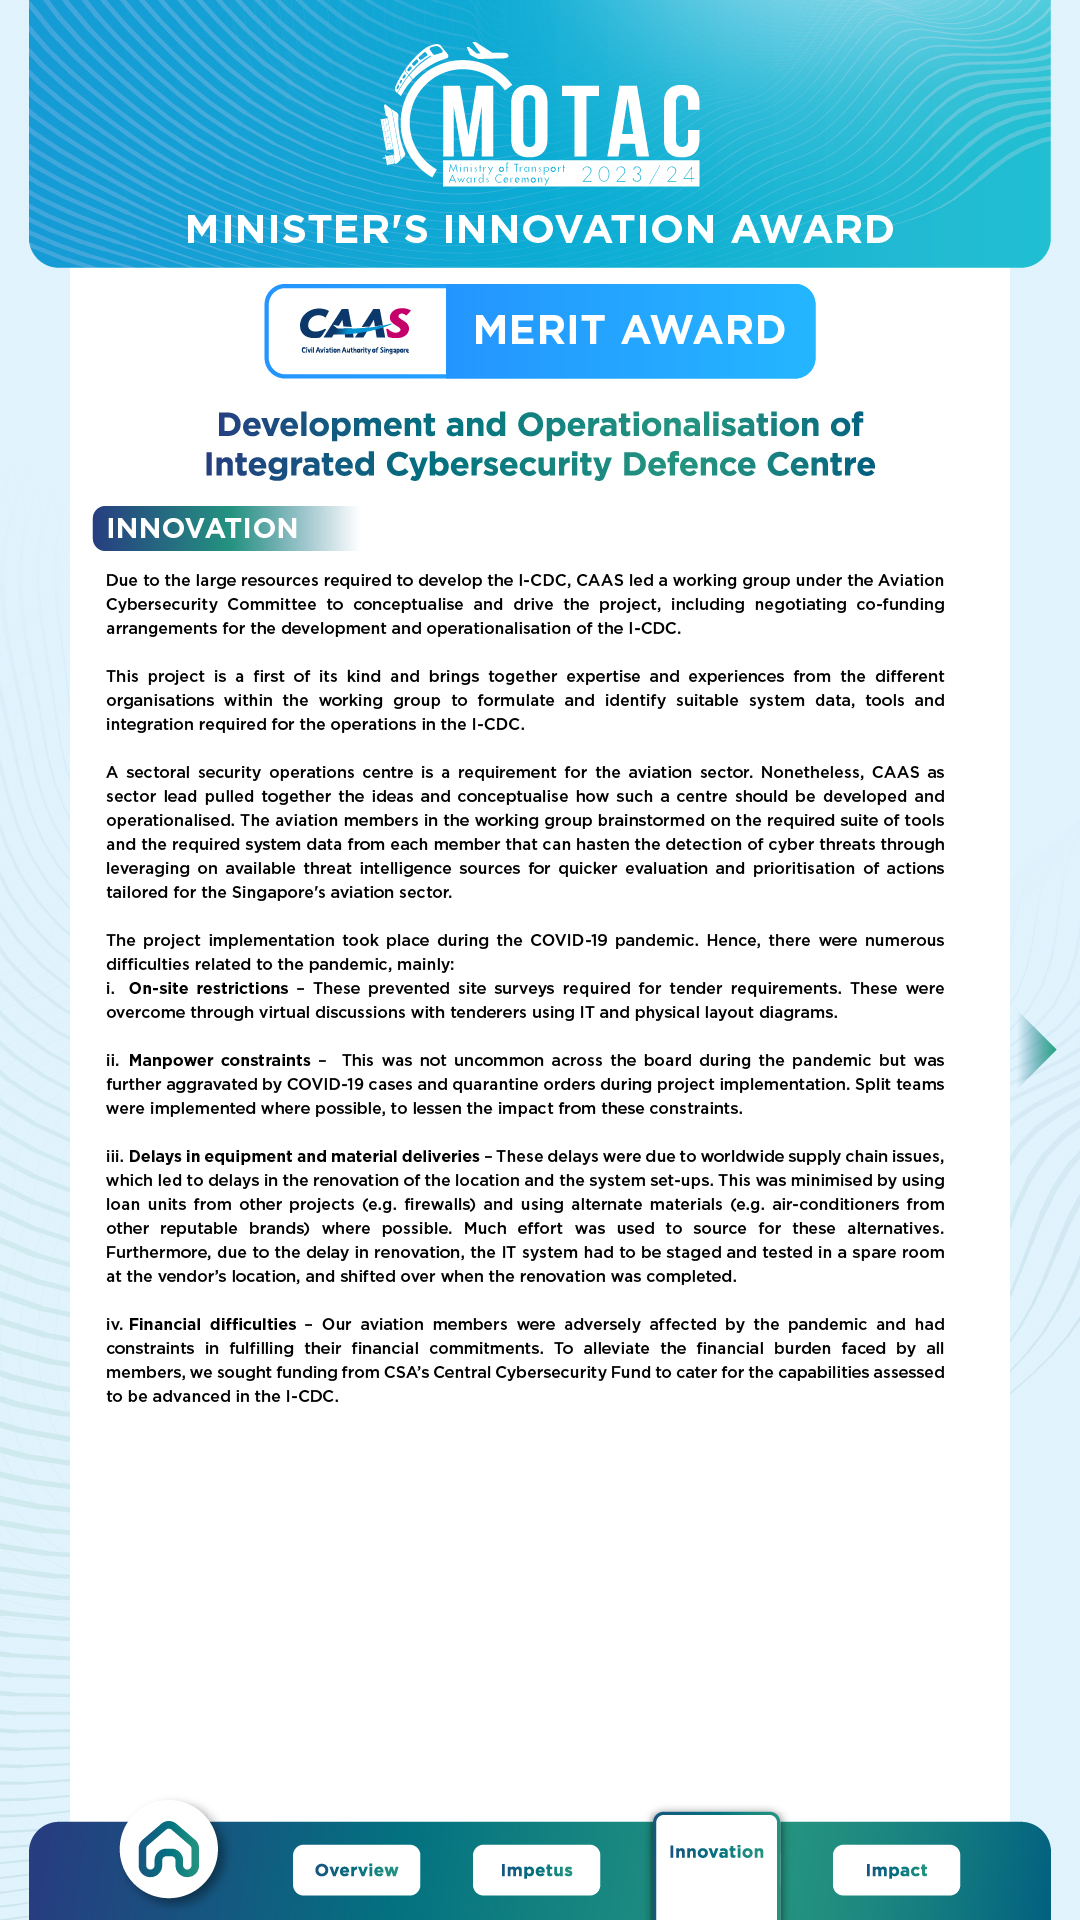 MOTAC
Ministry of Transport
Awards Ceremony 2023/24
MINISTER'S INNOVATION AWARD
CAAS
Civil Aviation Authority of Singapore
MERIT AWARD
Development and Operationalisation of
Integrated Cybersecurity Defence Centre
INNOVATION
Due to the large resources required to develop the I-CDC, CAAS led a working group under the Aviation
Cybersecurity Committee to conceptualise and drive the project, including negotiating co-funding
arrangements for the development and operationalisation of the I-CDC.
This project is a first of its kind and brings together expertise and experiences from the different
organisations within the working group to formulate and identify suitable system data, tools and
integration required for the operations in the I-CDC.
A sectoral security operations centre is a requirement for the aviation sector. Nonetheless, CAAS as
sector lead pulled together the ideas and conceptualise how such a centre should be developed and
operationalised. The aviation members in the working group brainstormed on the required suite of tools
and the required system data from each member that can hasten the detection of cyber threats through
leveraging on available threat intelligence sources for quicker evaluation and prioritisation of actions
tailored for the Singapore's aviation sector.
The project implementation took place during the COVID-19 pandemic. Hence, there were numerous
difficulties related to the pandemic, mainly:
i. On-site restrictions – These prevented site surveys required for tender requirements. These were
overcome through virtual discussions with tenderers using IT and physical layout diagrams.
ii. Manpower constraints – This was not uncommon across the board during the pandemic but was
further aggravated by COVID-19 cases and quarantine orders during project implementation. Split teams
were implemented where possible, to lessen the impact from these constraints.
iii. Delays in equipment and material deliveries – These delays were due to worldwide supply chain issues,
which led to delays in the renovation of the location and the system set-ups. This was minimised by using
loan units from other projects (e.g. firewalls) and using alternate materials (e.g. air-conditioners from
other reputable brands) where possible. Much effort was used to source for these alternatives.
Furthermore, due to the delay in renovation, the IT system had to be staged and tested in a spare room
at the vendor’s location, and shifted over when the renovation was completed.
iv. Financial difficulties – Our aviation members were adversely affected by the pandemic and had
constraints in fulfilling their financial commitments. To alleviate the financial burden faced by all
members, we sought funding from CSA’s Central Cybersecurity Fund to cater for the capabilities assessed
to be advanced in the I-CDC.
Overview
Impetus
Innovation
Impact